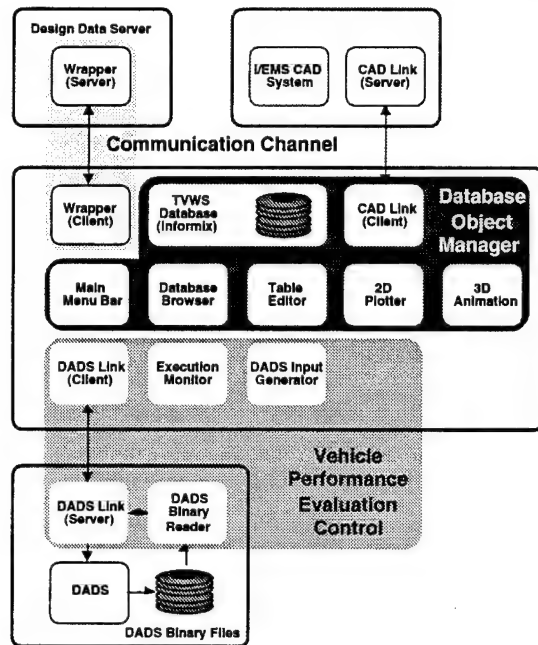 Design Data Server
Wrapper
(Server)
I/EMS CAD
System
CAD Link
(Server)
Communication Channel
Wrapper
(Client)
TVWS
Database
(Informix)
CAD Link
(Client)
Database
Object
Manager
Main
Menu Bar
Database
Browser
Table
Editor
2D
Plotter
3D
Animation
DADS Link
(Client)
Execution
Monitor
DADS Input
Generator
Vehicle
Performance
Evaluation
Control
DADS Link
(Server)
DADS
Binary
Reader
DADS
DADS Binary Files